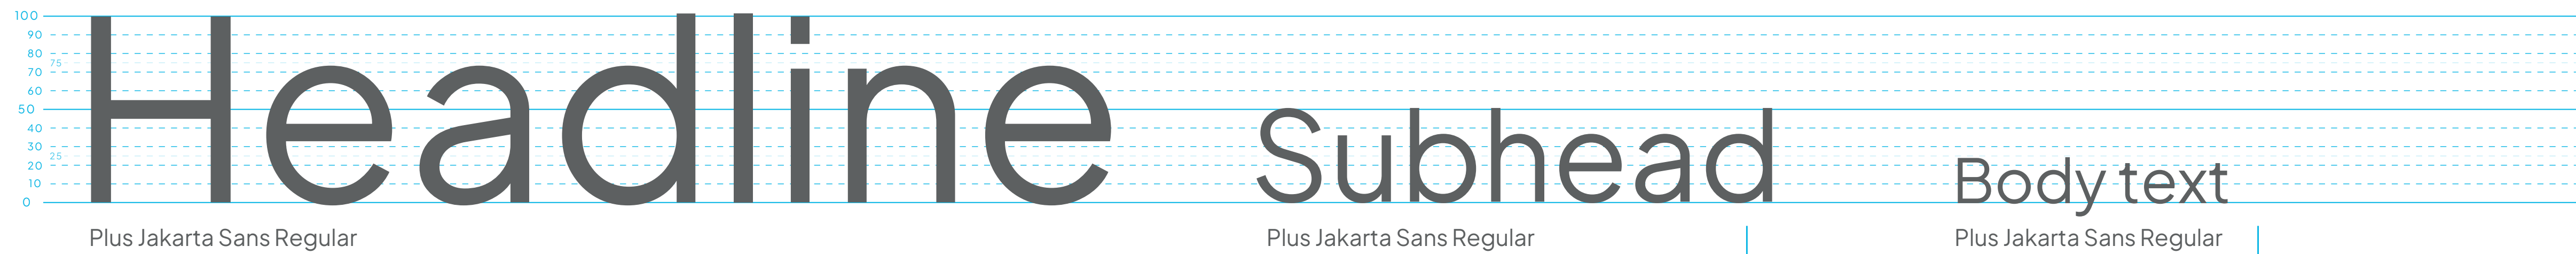 100
90
80
75
70
60
50
40
30
25
20
10
0
Headline
Subhead
Body text
Plus Jakarta Sans Regular
Plus Jakarta Sans Regular
Plus Jakarta Sans Regular